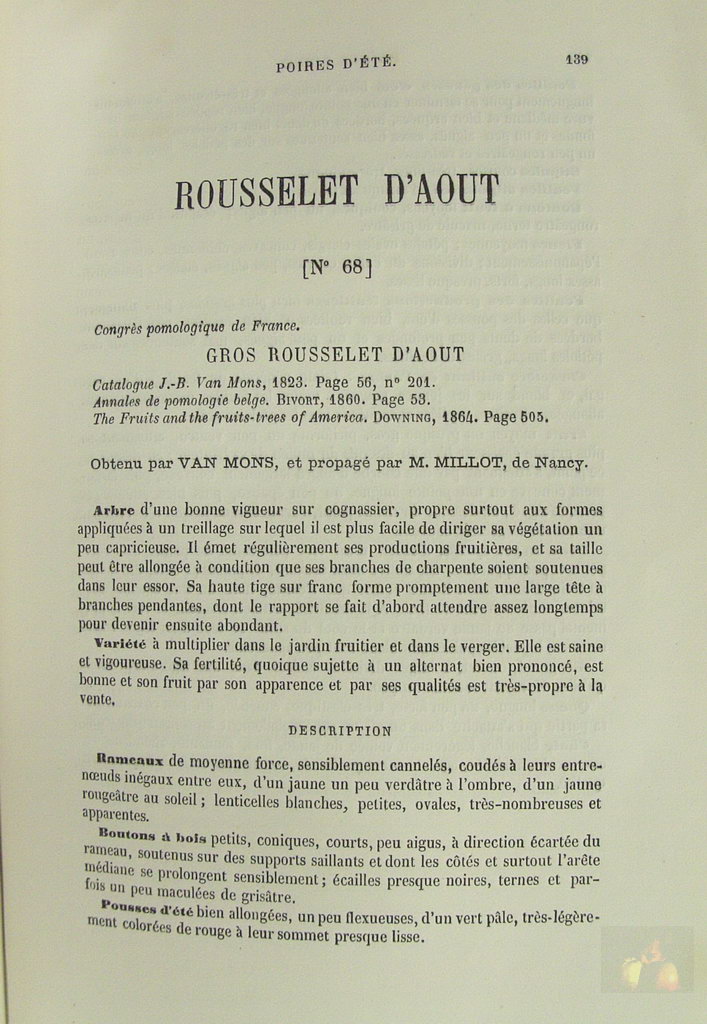 POIRES D'ÉTÉ. 139
ROUSSELET D'AOUT
[N° 68]
Congrès pomologique de France.
GROS ROUSSELET D'AOUT
Catalogue J.-B. Van Mons, 1823. Page 56, n° 201.
Annales de pomologie belge. BIVORT, 1860. Page 53.
The Fruits and the fruits-trees of America. DOWNING, 1864. Page 505.
Obtenu par VAN MONS, et propagé par M. MILLOT, de Nancy.
Arbre d'une bonne vigueur sur cognassier, propre surtout aux formes
appliquées à un treillage sur lequel il est plus facile de diriger sa végétation un
peu capricieuse. Il émet régulièrement ses productions fruitières, et sa taille
peut être allongée à condition que ses branches de charpente soient soutenues
dans leur essor. Sa haute tige sur franc forme promptement une large tête à
branches pendantes, dont le rapport se fait d'abord attendre assez longtemps
pour devenir ensuite abondant.
Variété à multiplier dans le jardin fruitier et dans le verger. Elle est saine
et vigoureuse. Sa fertilité, quoique sujette à un alternat bien prononcé, est
bonne et son fruit par son apparence et par ses qualités est très-propre à la
vente.
DESCRIPTION
Rameaux de moyenne force, sensiblement cannelés, coudés à leurs entre-
nœuds inégaux entre eux, d'un jaune un peu verdâtre à l'ombre, d'un jaune
rougeâtre au soleil ; lenticelles blanches, petites, ovales, très-nombreuses et
apparentes.
Boutons à bois petits, coniques, courts, peu aigus, à direction écartée du
rameau, soutenus sur des supports saillants et dont les côtés et surtout l'arête
médiane se prolongent sensiblement ; écailles presque noires, ternes et par-
fois un peu maculées de grisâtre.
Pousses d'été bien allongées, un peu flexueuses, d'un vert pâle, très-légère-
ment colorées de rouge à leur sommet presque lisse.